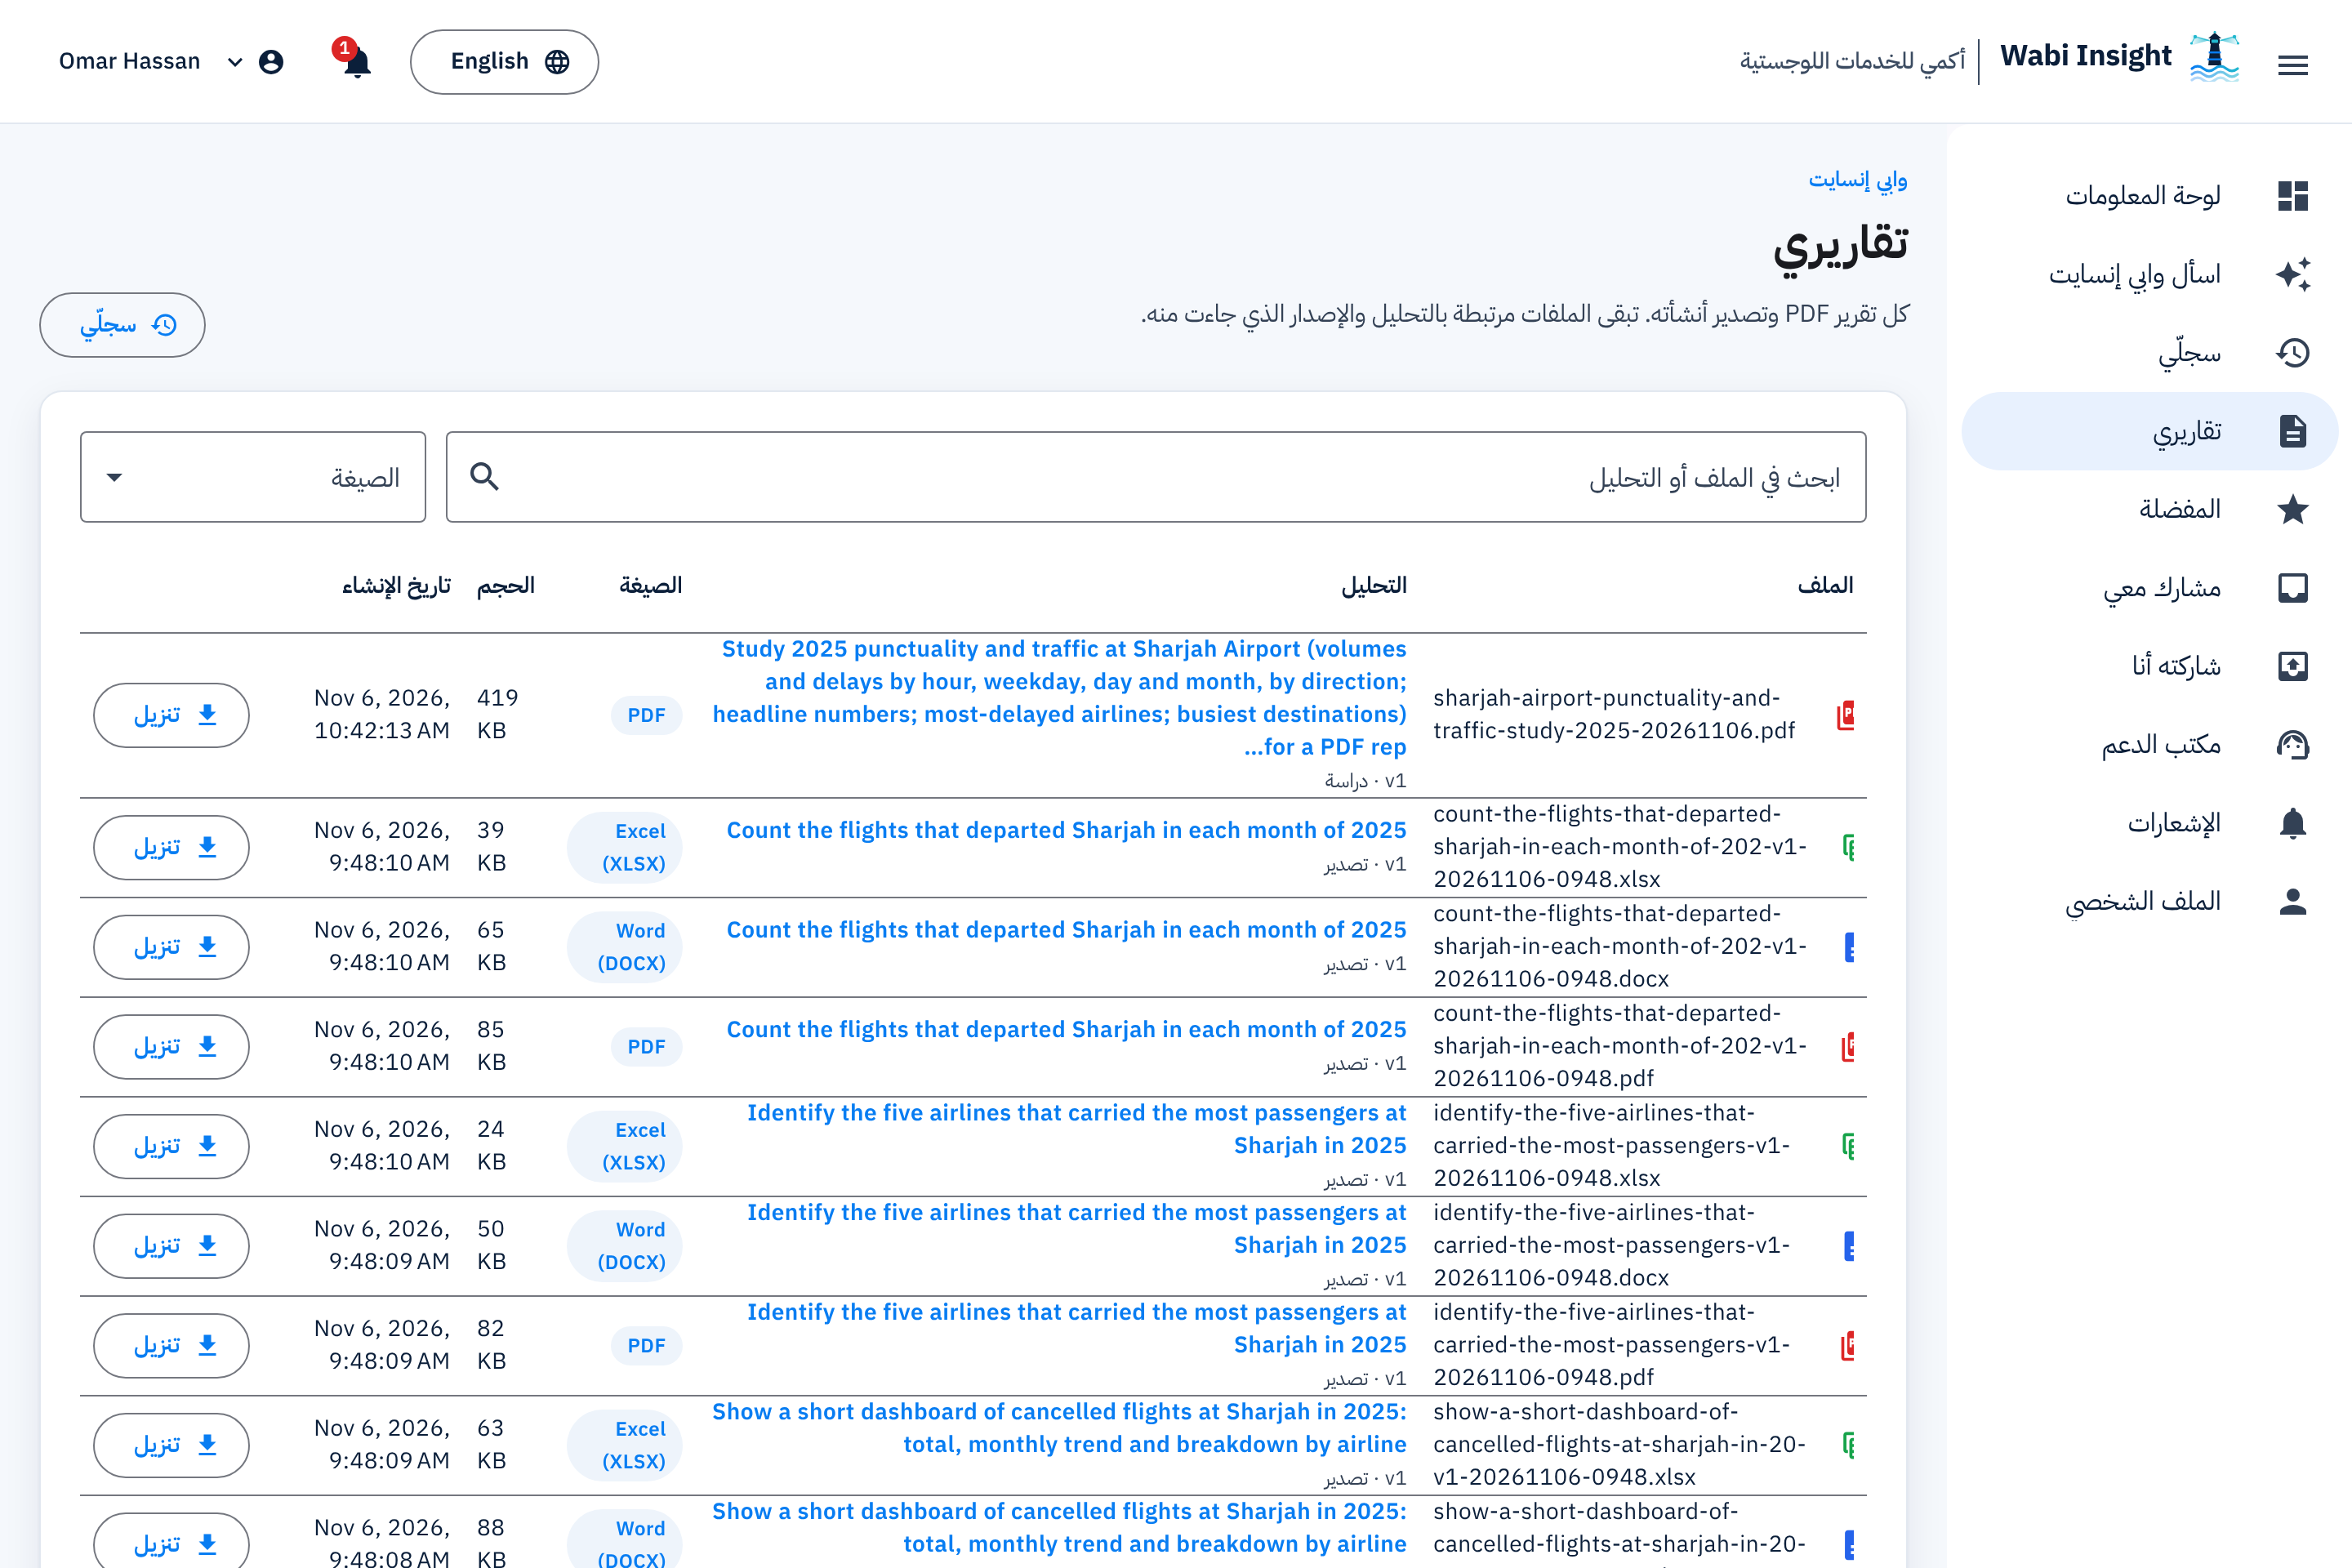 Wabi Insight
أكمي للخدمات اللوجستية
English
1
Omar Hassan
لوحة المعلومات
اسأل وابي إنسايت
سجلّي
تقاريري
المفضلة
مشارك معي
شاركته أنا
مكتب الدعم
الإشعارات
الملف الشخصي
وابي إنسايت
تقاريري
كل تقرير PDF وتصدير أنشأته. تبقى الملفات مرتبطة بالتحليل والإصدار الذي جاءت منه.
سجلّي
ابحث في الملف أو التحليل
الصيغة
الملف التحليل الصيغة الحجم تاريخ الإنشاء
sharjah-airport-punctuality-and-
traffic-study-2025-20261106.pdf
Study 2025 punctuality and traffic at Sharjah Airport (volumes
and delays by hour, weekday, day and month, by direction;
headline numbers; most-delayed airlines; busiest destinations)
...for a PDF rep
v1 · دراسة
PDF
419
KB
Nov 6, 2026,
10:42:13 AM
تنزيل
count-the-flights-that-departed-
sharjah-in-each-month-of-202-v1-
20261106-0948.xlsx
Count the flights that departed Sharjah in each month of 2025
v1 · تصدير
Excel
(XLSX)
39
KB
Nov 6, 2026,
9:48:10 AM
تنزيل
count-the-flights-that-departed-
sharjah-in-each-month-of-202-v1-
20261106-0948.docx
Count the flights that departed Sharjah in each month of 2025
v1 · تصدير
Word
(DOCX)
65
KB
Nov 6, 2026,
9:48:10 AM
تنزيل
count-the-flights-that-departed-
sharjah-in-each-month-of-202-v1-
20261106-0948.pdf
Count the flights that departed Sharjah in each month of 2025
v1 · تصدير
PDF
85
KB
Nov 6, 2026,
9:48:10 AM
تنزيل
identify-the-five-airlines-that-
carried-the-most-passengers-v1-
20261106-0948.xlsx
Identify the five airlines that carried the most passengers at
Sharjah in 2025
v1 · تصدير
Excel
(XLSX)
24
KB
Nov 6, 2026,
9:48:10 AM
تنزيل
identify-the-five-airlines-that-
carried-the-most-passengers-v1-
20261106-0948.docx
Identify the five airlines that carried the most passengers at
Sharjah in 2025
v1 · تصدير
Word
(DOCX)
50
KB
Nov 6, 2026,
9:48:09 AM
تنزيل
identify-the-five-airlines-that-
carried-the-most-passengers-v1-
20261106-0948.pdf
Identify the five airlines that carried the most passengers at
Sharjah in 2025
v1 · تصدير
PDF
82
KB
Nov 6, 2026,
9:48:09 AM
تنزيل
show-a-short-dashboard-of-
cancelled-flights-at-sharjah-in-20-
v1-20261106-0948.xlsx
Show a short dashboard of cancelled flights at Sharjah in 2025:
total, monthly trend and breakdown by airline
v1 · تصدير
Excel
(XLSX)
63
KB
Nov 6, 2026,
9:48:09 AM
تنزيل
show-a-short-dashboard-of-
cancelled-flights-at-sharjah-in-20-
Show a short dashboard of cancelled flights at Sharjah in 2025:
total, monthly trend and breakdown by airline
Word
(DOCX)
88
KB
Nov 6, 2026,
9:48:08 AM
تنزيل